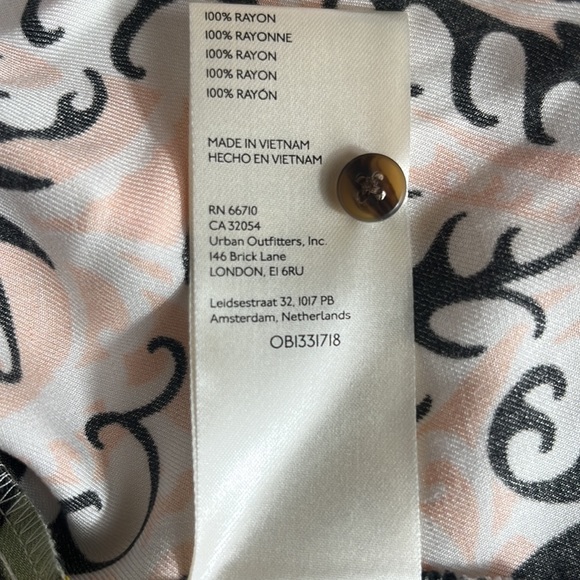 100% RAYON
100% RAYONNE
100% RAYON
100% RAYON
100% RAYÓN
MADE IN VIETNAM
HECHO EN VIETNAM
RN 66710
CA 32054
Urban Outfitters, Inc.
146 Brick Lane
LONDON, E1 6RU
Leidsestraat 32, 1017 PB
Amsterdam, Netherlands
OB1331718